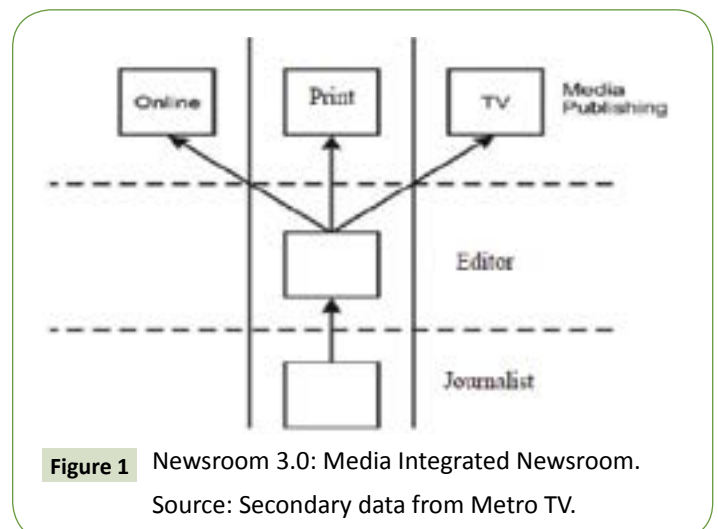 Online
Print
TV
Media
Publishing
Editor
Journalist
Figure 1 Newsroom 3.0: Media Integrated Newsroom.
Source: Secondary data from Metro TV.